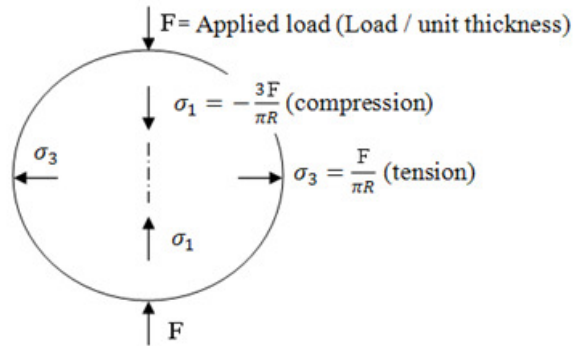 F= Applied load (Load / unit thickness)
σ₁ = −3F/πR (compression)
σ₃
σ₃ = F/πR (tension)
σ₁
F